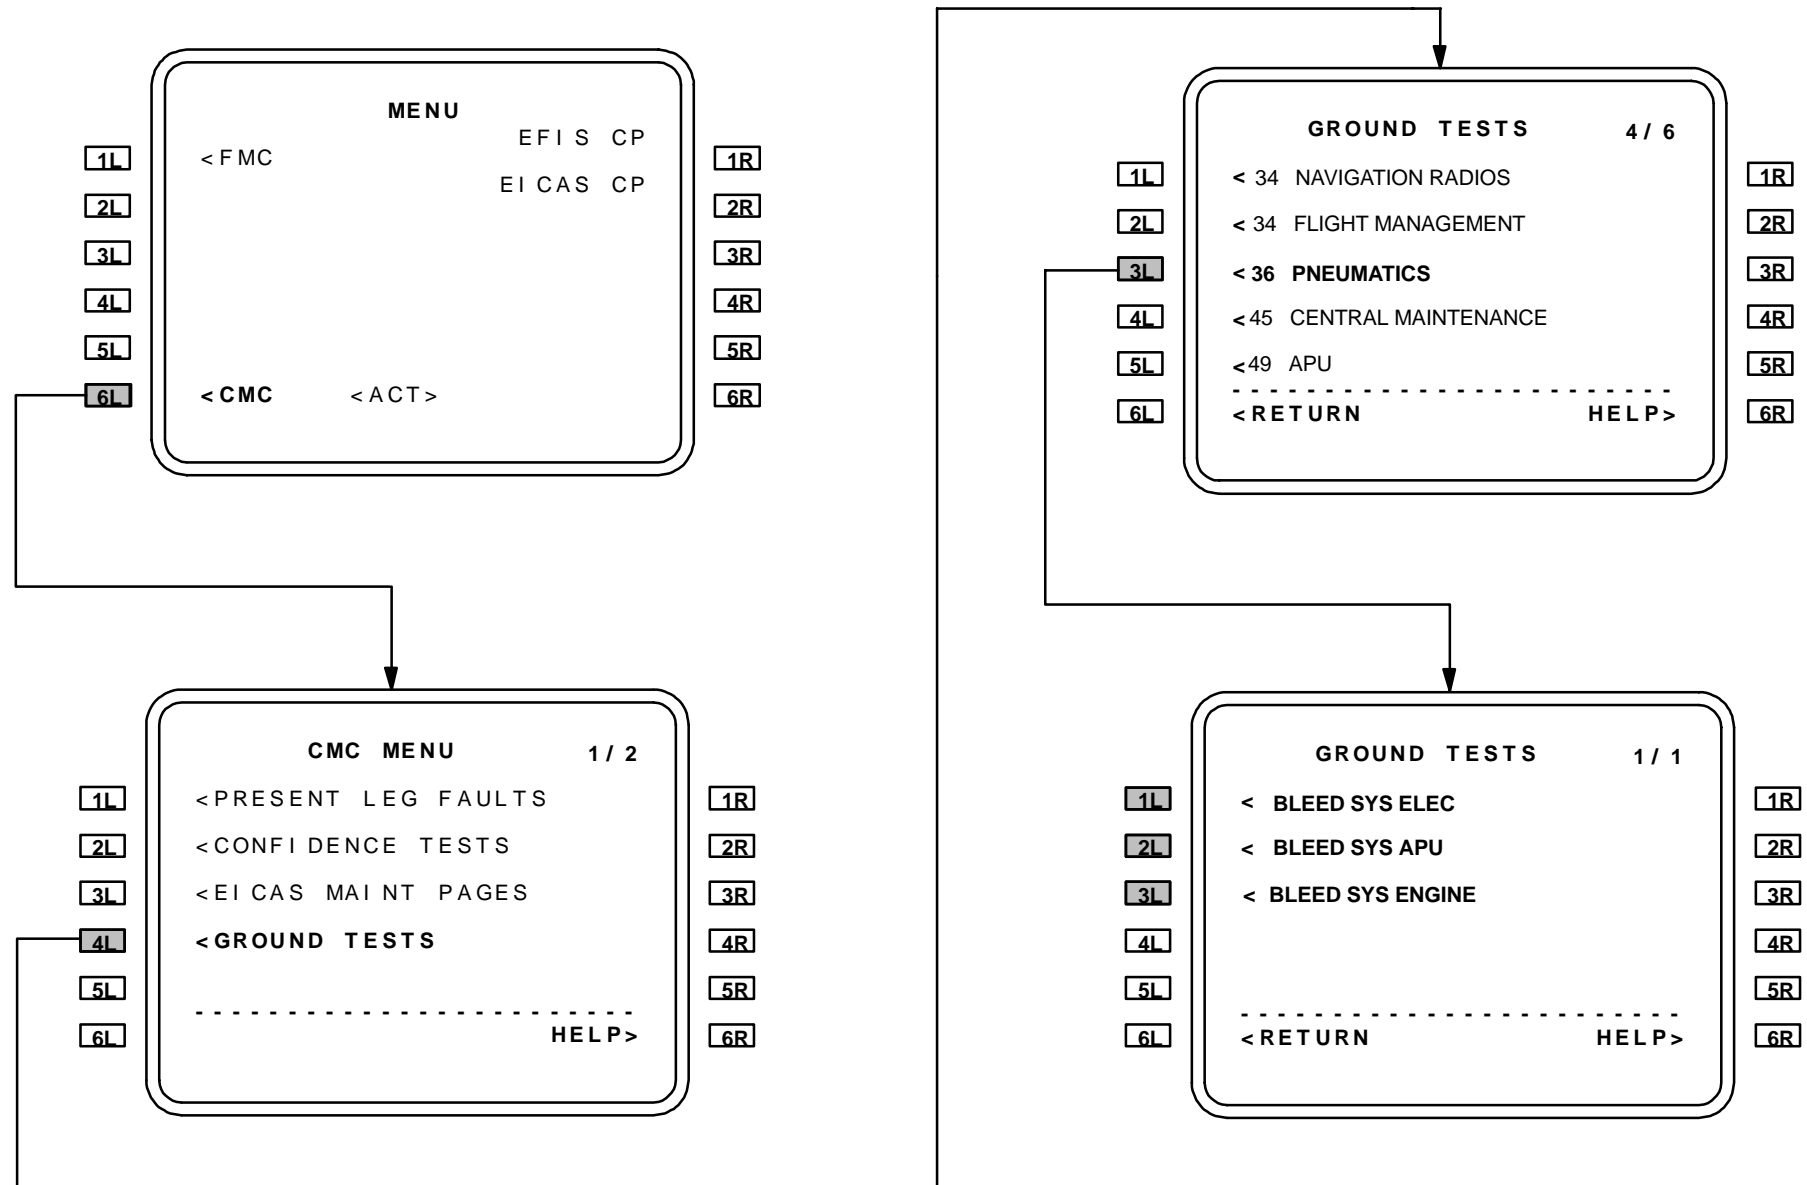 MENU
EFIS CP
1L <FMC 1R
EICAS CP
2L 2R
3L 3R
4L 4R
5L 5R
6L <CMC <ACT> 6R
CMC MENU 1/2
1L <PRESENT LEG FAULTS 1R
2L <CONFIDENCE TESTS 2R
3L <EICAS MAINT PAGES 3R
4L <GROUND TESTS 4R
5L 5R
------------------------
HELP>
6L 6R
GROUND TESTS 4/6
1L < 34 NAVIGATION RADIOS 1R
2L < 34 FLIGHT MANAGEMENT 2R
3L < 36 PNEUMATICS 3R
4L <45 CENTRAL MAINTENANCE 4R
5L <49 APU 5R
------------------------
6L <RETURN HELP> 6R
GROUND TESTS 1/1
1L < BLEED SYS ELEC 1R
2L < BLEED SYS APU 2R
3L < BLEED SYS ENGINE 3R
4L 4R
5L 5R
------------------------
6L <RETURN HELP> 6R